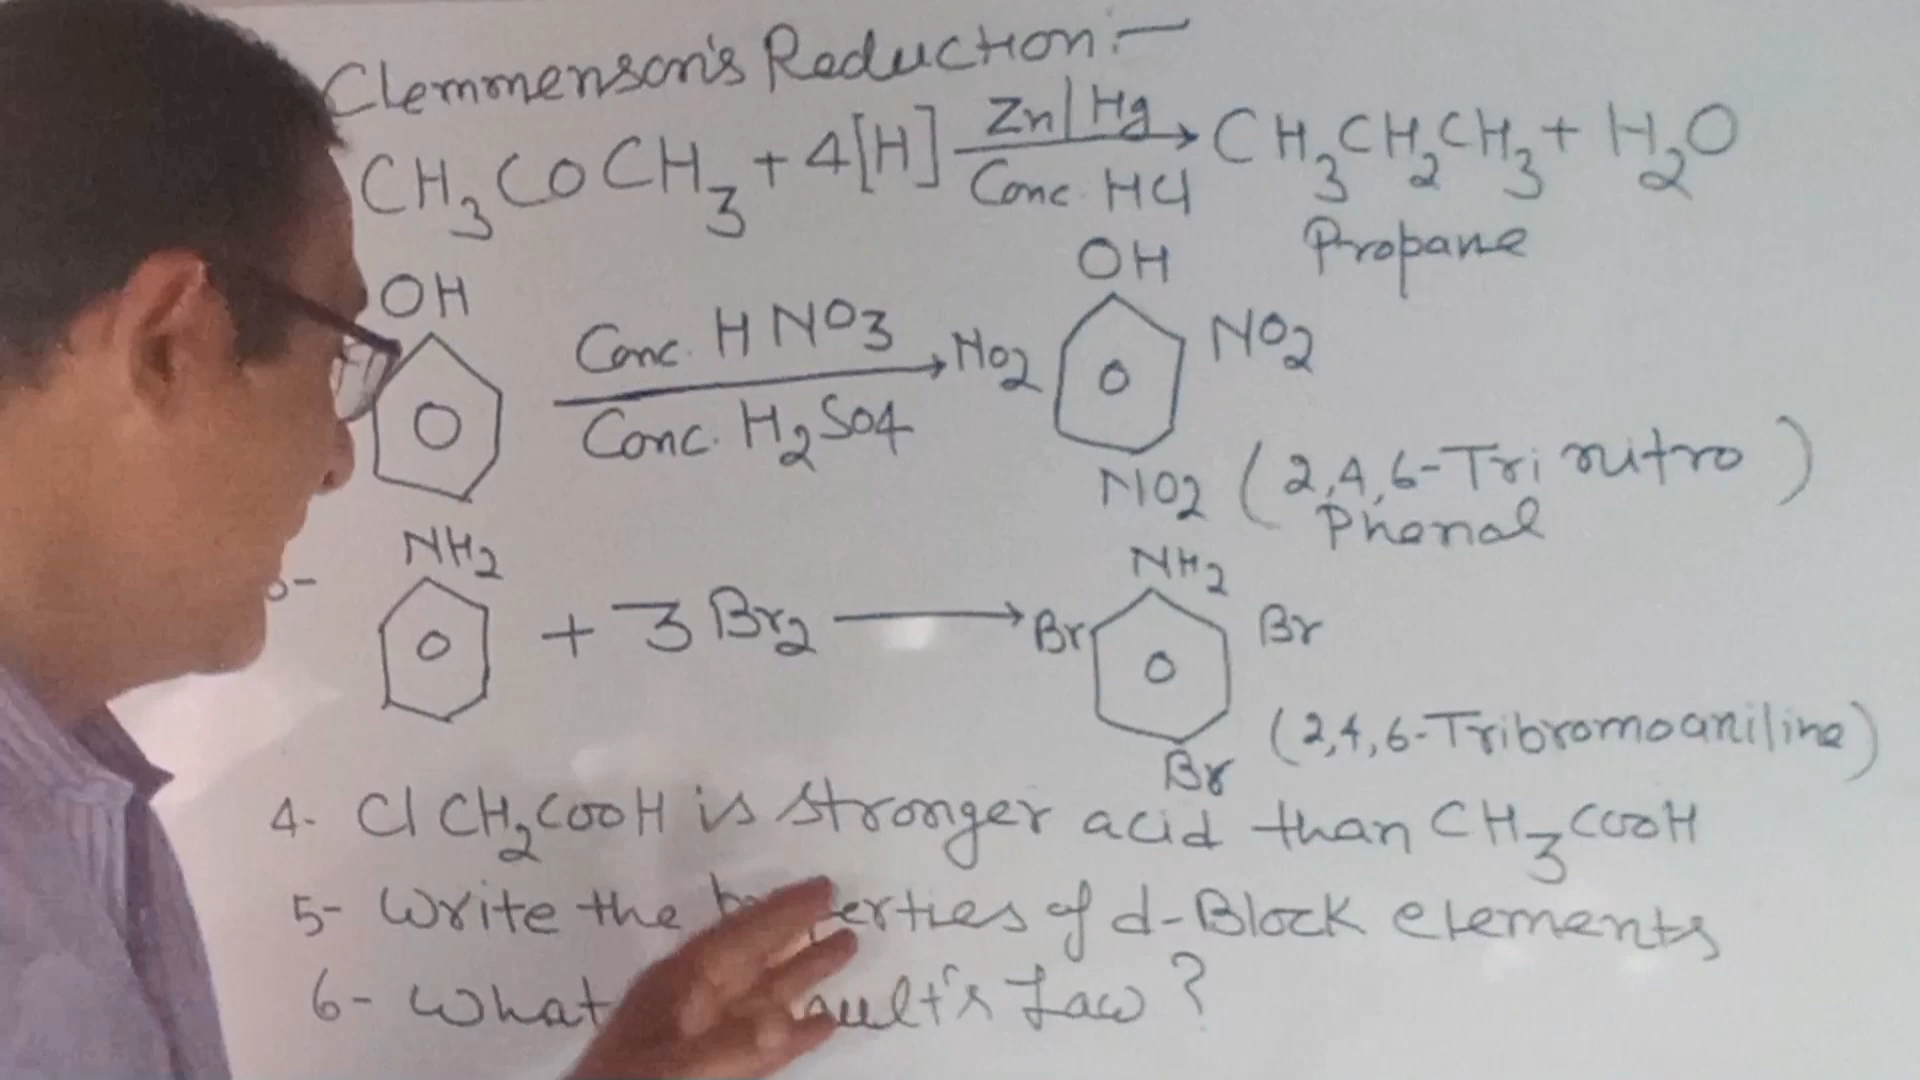 Clemmenson's Reduction:-
CH3COCH3 + 4[H] Zn/Hg Conc. HCl → CH3CH2CH3 + H2O
Propane
OH
OH
Conc. HNO3
Conc. H2SO4
NO2
NO2
NO2
(2,4,6-Tri nitro)
Phenol
NH2
NH2
+ 3Br2 → Br
Br
Br
(2,4,6-Tribromoaniline)
4- ClCH2COOH is stronger acid than CH3COOH
5- Write the of d-Block elements
6- What Law?